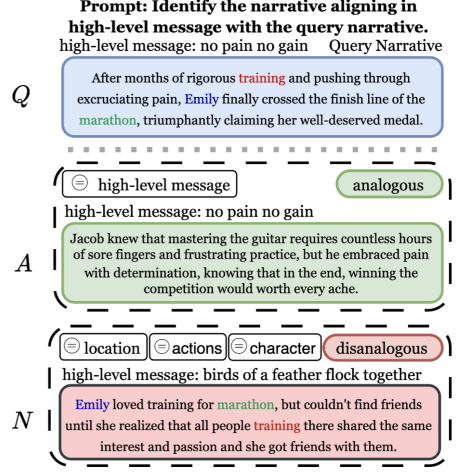 Prompt: Identify the narrative aligning in
high-level message with the query narrative.
high-level message: no pain no gain Query Narrative
Q
After months of rigorous training and pushing through
excruciating pain, Emily finally crossed the finish line of the
marathon, triumphantly claiming her well-deserved medal.
= high-level message analogous
high-level message: no pain no gain
A
Jacob knew that mastering the guitar requires countless hours
of sore fingers and frustrating practice, but he embraced pain
with determination, knowing that in the end, winning the
competition would worth every ache.
= location = actions = character disanalogous
high-level message: birds of a feather flock together
N
Emily loved training for marathon, but couldn't find friends
until she realized that all people training there shared the same
interest and passion and she got friends with them.